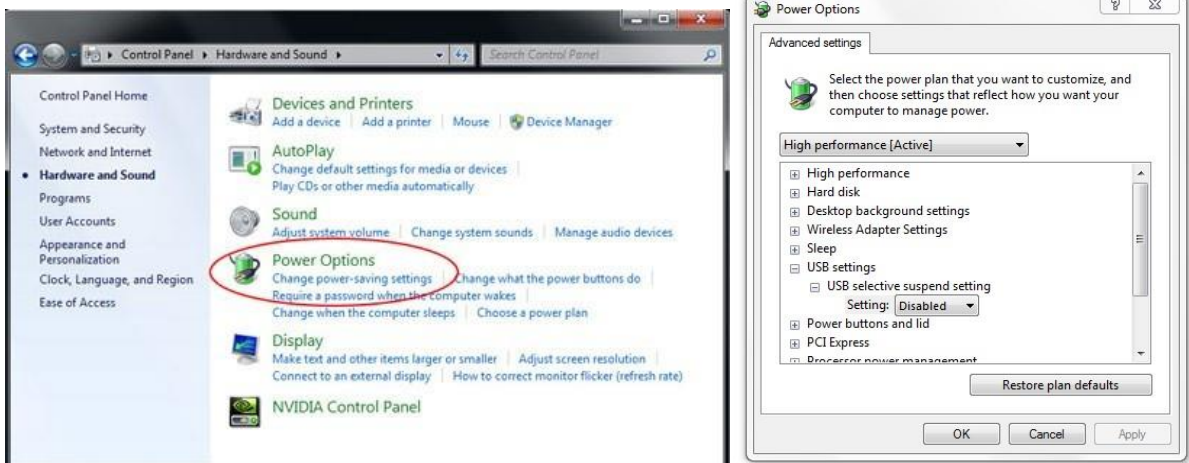 Control Panel ▸ Hardware and Sound ▸
Search Control Panel
Control Panel Home
System and Security
Network and Internet
Hardware and Sound
Programs
User Accounts
Appearance and
Personalization
Clock, Language, and Region
Ease of Access
Devices and Printers
Add a device | Add a printer | Mouse | Device Manager
AutoPlay
Change default settings for media or devices |
Play CDs or other media automatically
Sound
Adjust system volume | Change system sounds | Manage audio devices
Power Options
Change power-saving settings | Change what the power buttons do |
Require a password when the computer wakes |
Change when the computer sleeps | Choose a power plan
Display
Make text and other items larger or smaller | Adjust screen resolution |
Connect to an external display | How to correct monitor flicker (refresh rate)
NVIDIA Control Panel
Power Options
Advanced settings
Select the power plan that you want to customize, and
then choose settings that reflect how you want your
computer to manage power.
High performance [Active]
High performance
Hard disk
Desktop background settings
Wireless Adapter Settings
Sleep
USB settings
USB selective suspend setting
Setting: Disabled
Power buttons and lid
PCI Express
Processor power management
Restore plan defaults
OK Cancel Apply